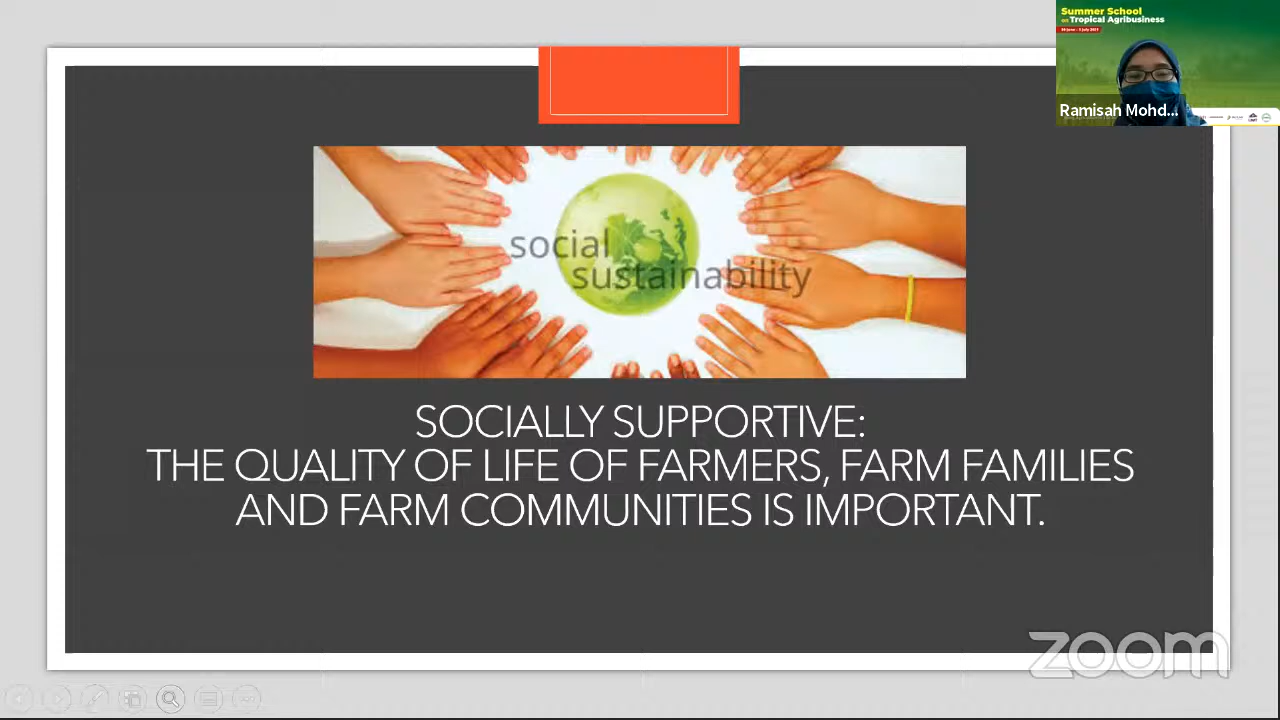 Summer School
on Tropical Agribusiness
Ramisah Mohd...
social
sustainability
SOCIALLY SUPPORTIVE:
THE QUALITY OF LIFE OF FARMERS, FARM FAMILIES
AND FARM COMMUNITIES IS IMPORTANT.
zoom